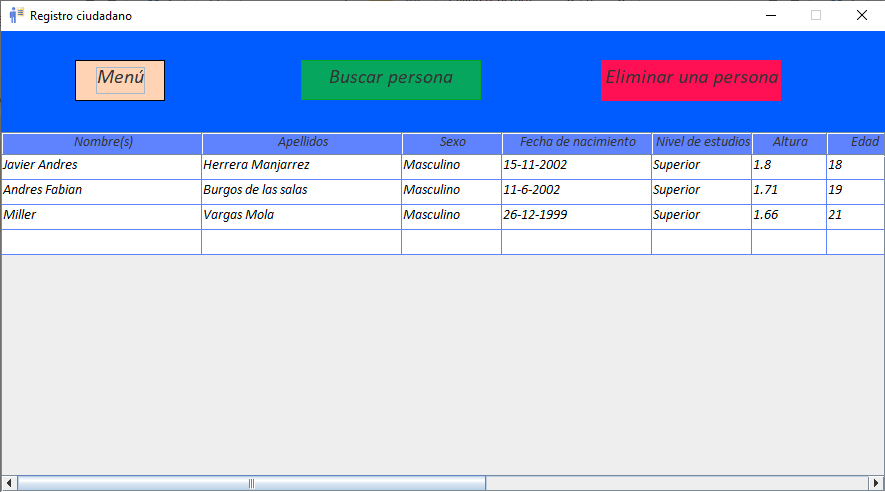 Registro ciudadano
Menú Buscar persona Eliminar una persona
Nombre(s) Apellidos Sexo Fecha de nacimiento Nivel de estudios Altura Edad
Javier Andres Herrera Manjarrez Masculino 15-11-2002 Superior 1.8 18
Andres Fabian Burgos de las salas Masculino 11-6-2002 Superior 1.71 19
Miller Vargas Mola Masculino 26-12-1999 Superior 1.66 21